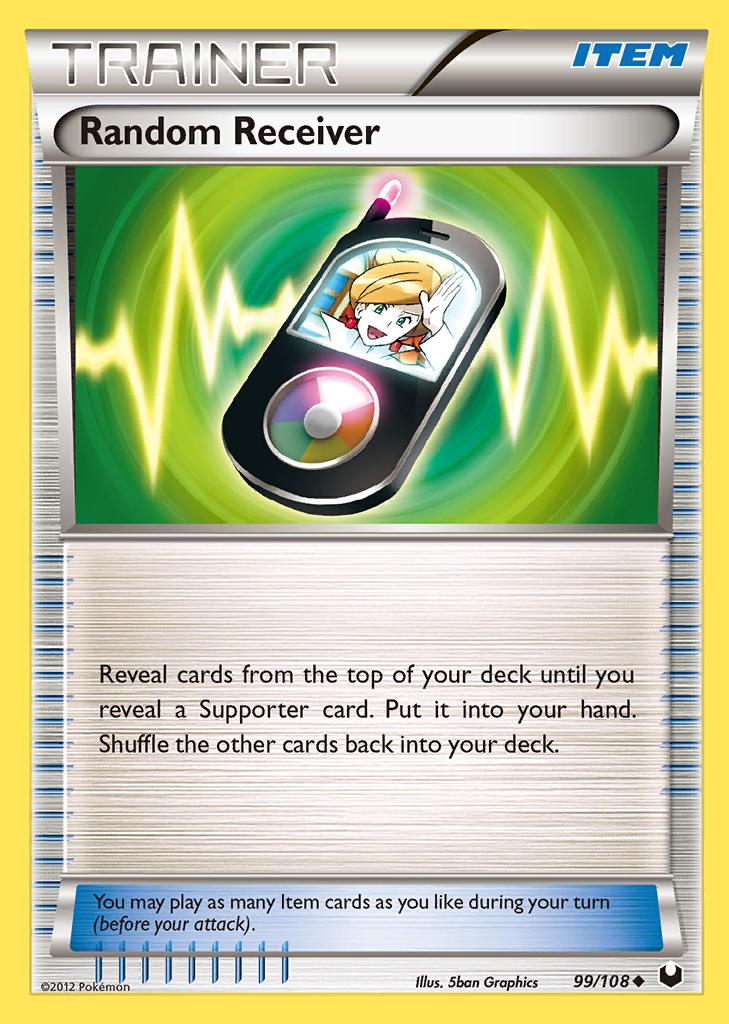 TRAINER
ITEM
Random Receiver
Reveal cards from the top of your deck until you
reveal a Supporter card. Put it into your hand.
Shuffle the other cards back into your deck.
You may play as many Item cards as you like during your turn
(before your attack).
©2012 Pokémon
Illus. 5ban Graphics
99/108